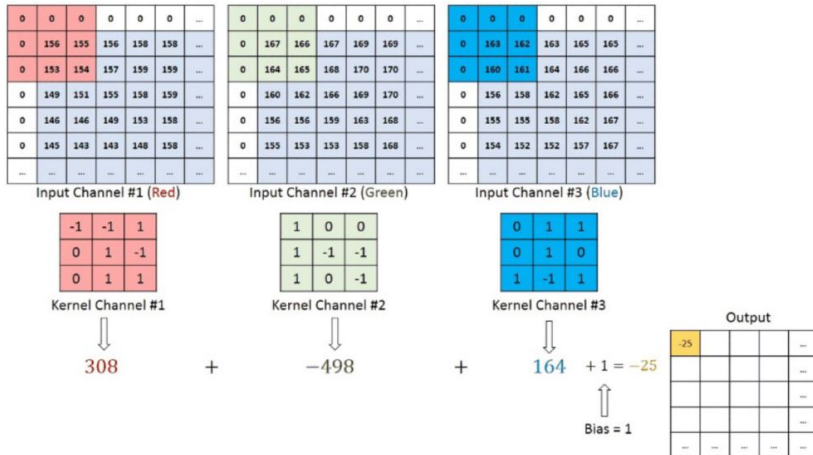 0 0 0 0 0 0 ... 0 0 0 0 0 0 ... 0 0 0 0 0 0 ...
0 156 155 156 158 158 ... 0 167 166 167 169 169 ... 0 163 162 163 165 165 ...
0 153 154 157 159 159 ... 0 164 165 168 170 170 ... 0 160 161 164 166 166 ...
0 149 151 155 158 159 ... 0 160 162 166 169 170 ... 0 156 158 162 165 166 ...
0 146 146 149 153 158 ... 0 156 156 159 163 168 ... 0 155 155 158 162 167 ...
0 145 143 143 148 158 ... 0 155 153 153 158 168 ... 0 154 152 152 157 167 ...
... ... ... ... ... ... ... ... ... ... ... ... ... ... ... ... ... ... ... ... ...
Input Channel #1 (Red) Input Channel #2 (Green) Input Channel #3 (Blue)
-1 -1 1 1 0 0 0 1 1
0 1 -1 1 -1 -1 0 1 0
0 1 1 1 0 -1 1 -1 1
Kernel Channel #1 Kernel Channel #2 Kernel Channel #3
308 + −498 + 164 + 1 = −25
Bias = 1
Output
-25 ...
...
...
...
... ... ... ... ...